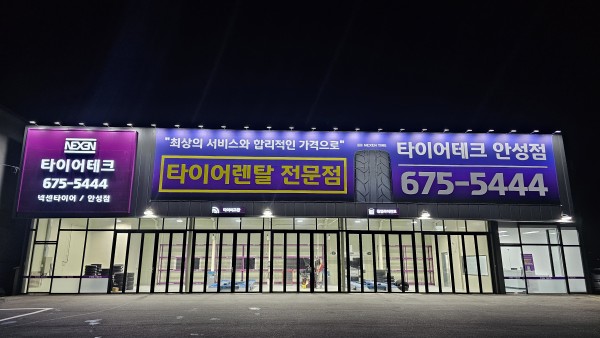 NEXEN
타이어테크
675-5444
넥센타이어 / 안성점
"최상의 서비스와 합리적인 가격으로"
타이어렌탈 전문점
NEXEN TIRE
타이어테크 안성점
675-5444